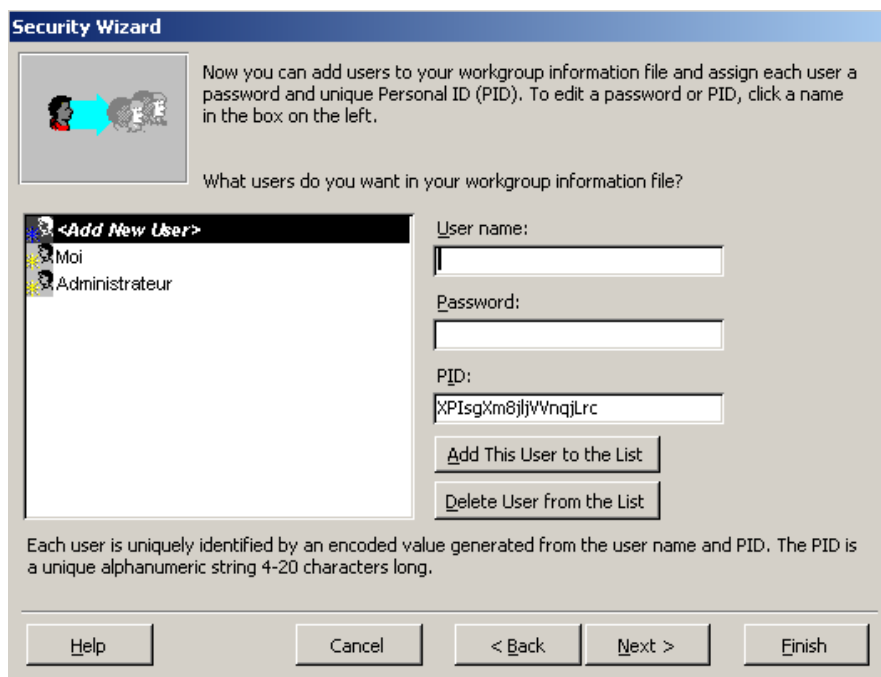 Security Wizard
Now you can add users to your workgroup information file and assign each user a
password and unique Personal ID (PID). To edit a password or PID, click a name
in the box on the left.
What users do you want in your workgroup information file?
<Add New User>
Moi
Administrateur
User name:
Password:
PID:
XPIsgXm8jljVVnqjLrc
Add This User to the List
Delete User from the List
Each user is uniquely identified by an encoded value generated from the user name and PID. The PID is
a unique alphanumeric string 4-20 characters long.
Help
Cancel
< Back
Next >
Finish